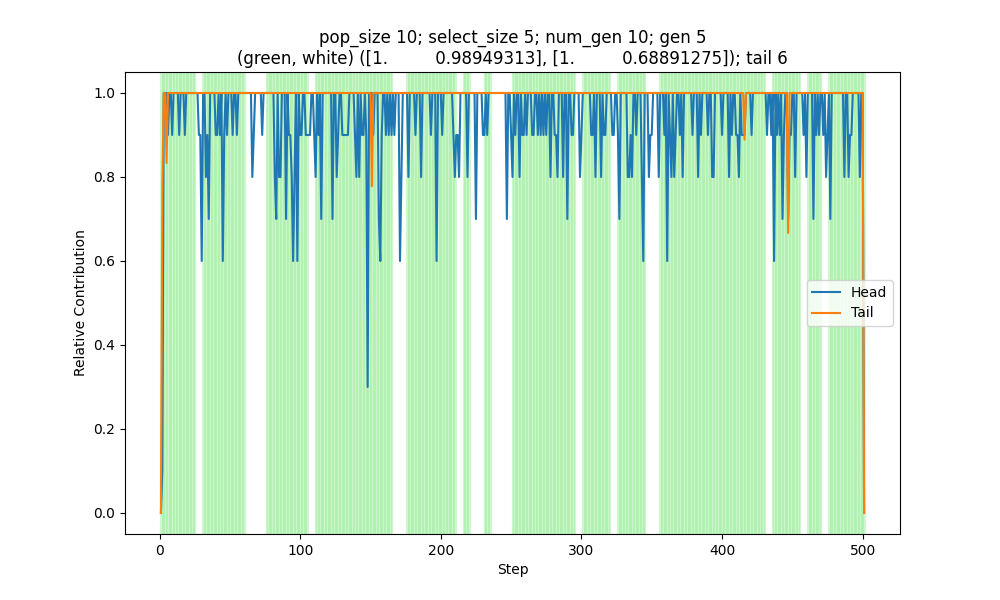 pop_size 10; select_size 5; num_gen 10; gen 5
(green, white) ([1. 0.98949313], [1. 0.68891275]); tail 6
1.0
0.8
0.6
0.4
0.2
0.0
Relative Contribution
Head
Tail
0 100 200 300 400 500
Step